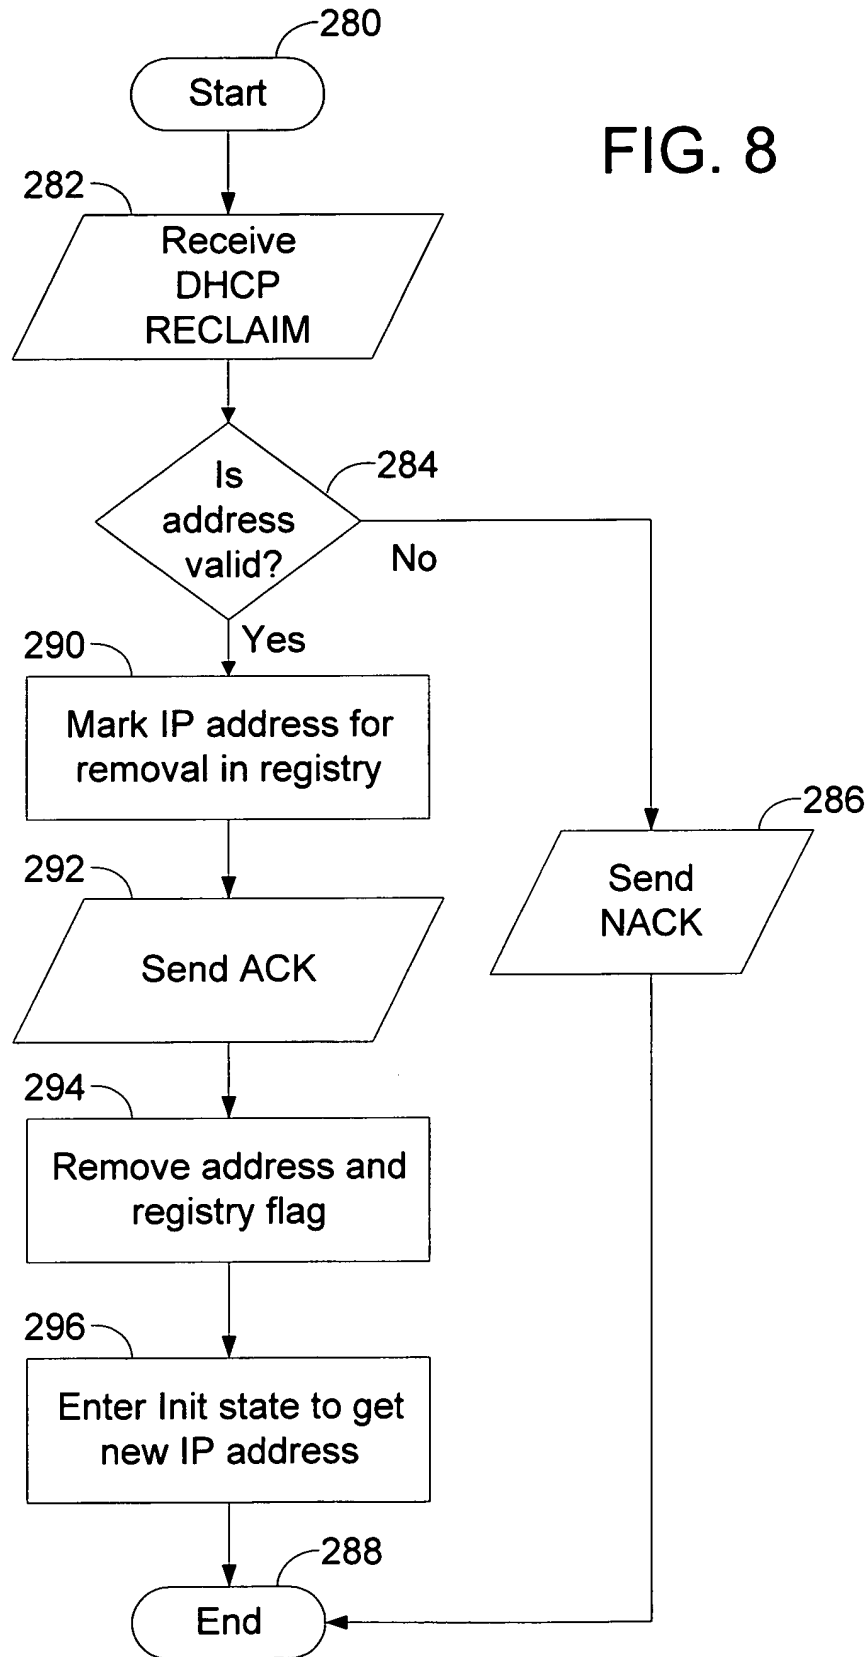 280
Start
FIG. 8
282
Receive
DHCP
RECLAIM
284
Is
address
valid?
No
Yes
290
Mark IP address for
removal in registry
286
Send
NACK
292
Send ACK
294
Remove address and
registry flag
296
Enter Init state to get
new IP address
288
End